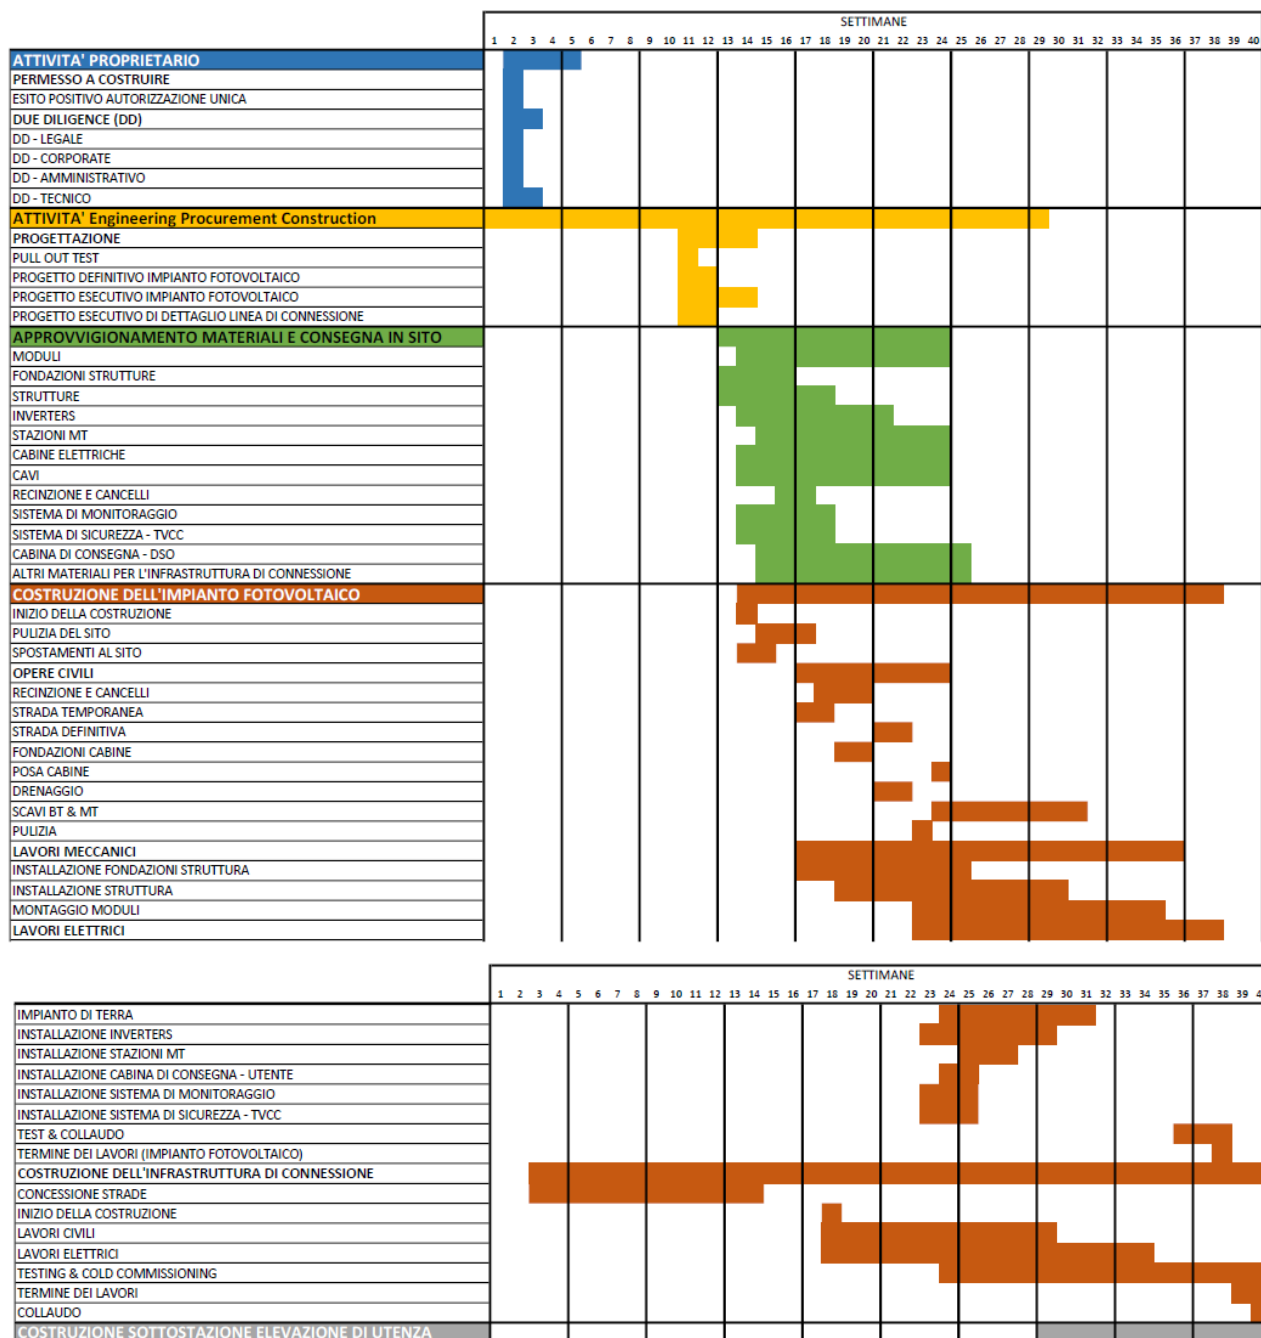 SETTIMANE
1 2 3 4 5 6 7 8 9 10 11 12 13 14 15 16 17 18 19 20 21 22 23 24 25 26 27 28 29 30 31 32 33 34 35 36 37 38 39 40
ATTIVITA' PROPRIETARIO
PERMESSO A COSTRUIRE
ESITO POSITIVO AUTORIZZAZIONE UNICA
DUE DILIGENCE (DD)
DD - LEGALE
DD - CORPORATE
DD - AMMINISTRATIVO
DD - TECNICO
ATTIVITA' Engineering Procurement Construction
PROGETTAZIONE
PULL OUT TEST
PROGETTO DEFINITIVO IMPIANTO FOTOVOLTAICO
PROGETTO ESECUTIVO IMPIANTO FOTOVOLTAICO
PROGETTO ESECUTIVO DI DETTAGLIO LINEA DI CONNESSIONE
APPROVVIGIONAMENTO MATERIALI E CONSEGNA IN SITO
MODULI
FONDAZIONI STRUTTURE
STRUTTURE
INVERTERS
STAZIONI MT
CABINE ELETTRICHE
CAVI
RECINZIONE E CANCELLI
SISTEMA DI MONITORAGGIO
SISTEMA DI SICUREZZA - TVCC
CABINA DI CONSEGNA - DSO
ALTRI MATERIALI PER L'INFRASTRUTTURA DI CONNESSIONE
COSTRUZIONE DELL'IMPIANTO FOTOVOLTAICO
INIZIO DELLA COSTRUZIONE
PULIZIA DEL SITO
SPOSTAMENTI AL SITO
OPERE CIVILI
RECINZIONE E CANCELLI
STRADA TEMPORANEA
STRADA DEFINITIVA
FONDAZIONI CABINE
POSA CABINE
DRENAGGIO
SCAVI BT & MT
PULIZIA
LAVORI MECCANICI
INSTALLAZIONE FONDAZIONI STRUTTURA
INSTALLAZIONE STRUTTURA
MONTAGGIO MODULI
LAVORI ELETTRICI
SETTIMANE
1 2 3 4 5 6 7 8 9 10 11 12 13 14 15 16 17 18 19 20 21 22 23 24 25 26 27 28 29 30 31 32 33 34 35 36 37 38 39 4
IMPIANTO DI TERRA
INSTALLAZIONE INVERTERS
INSTALLAZIONE STAZIONI MT
INSTALLAZIONE CABINA DI CONSEGNA - UTENTE
INSTALLAZIONE SISTEMA DI MONITORAGGIO
INSTALLAZIONE SISTEMA DI SICUREZZA - TVCC
TEST & COLLAUDO
TERMINE DEI LAVORI (IMPIANTO FOTOVOLTAICO)
COSTRUZIONE DELL'INFRASTRUTTURA DI CONNESSIONE
CONCESSIONE STRADE
INIZIO DELLA COSTRUZIONE
LAVORI CIVILI
LAVORI ELETTRICI
TESTING & COLD COMMISSIONING
TERMINE DEI LAVORI
COLLAUDO
COSTRUZIONE SOTTOSTAZIONE ELEVAZIONE DI UTENZA